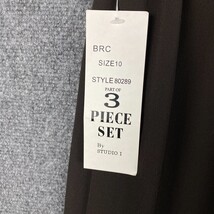 BRC
SIZE10
STYLE 80289
PART OF
3
PIECE
SET
By
STUDIO 1